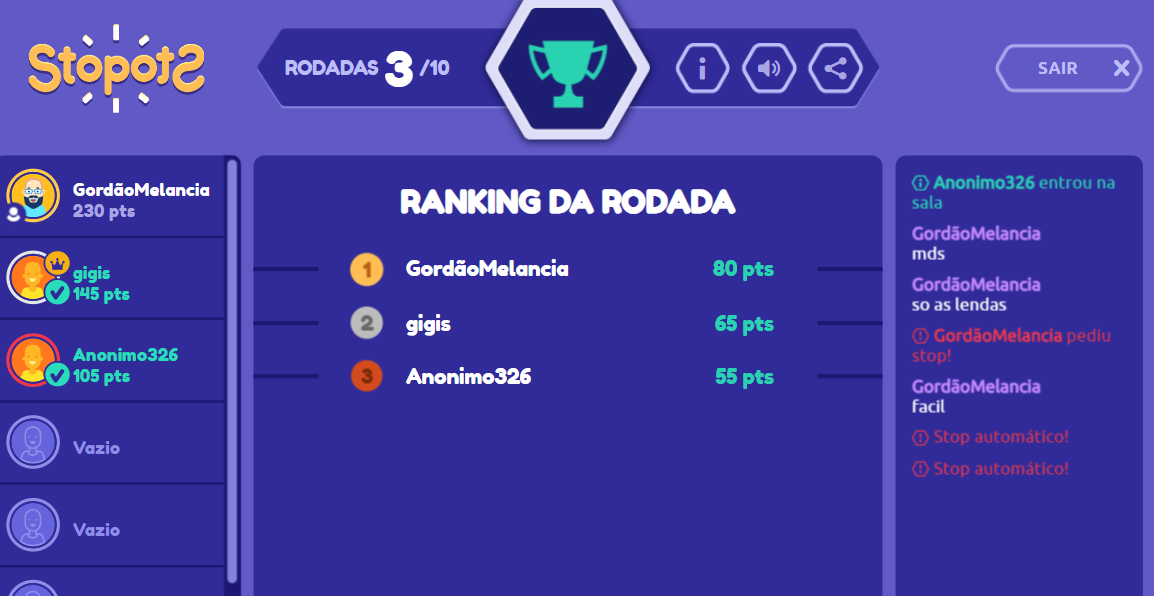 StopotS
RODADAS 3 /10
i
SAIR X
GordãoMelancia
230 pts
gigis
145 pts
Anonimo326
105 pts
Vazio
Vazio
RANKING DA RODADA
1 GordãoMelancia 80 pts
2 gigis 65 pts
3 Anonimo326 55 pts
Anonimo326 entrou na
sala
GordãoMelancia
mds
GordãoMelancia
so as lendas
GordãoMelancia pediu
stop!
GordãoMelancia
facil
Stop automático!
Stop automático!